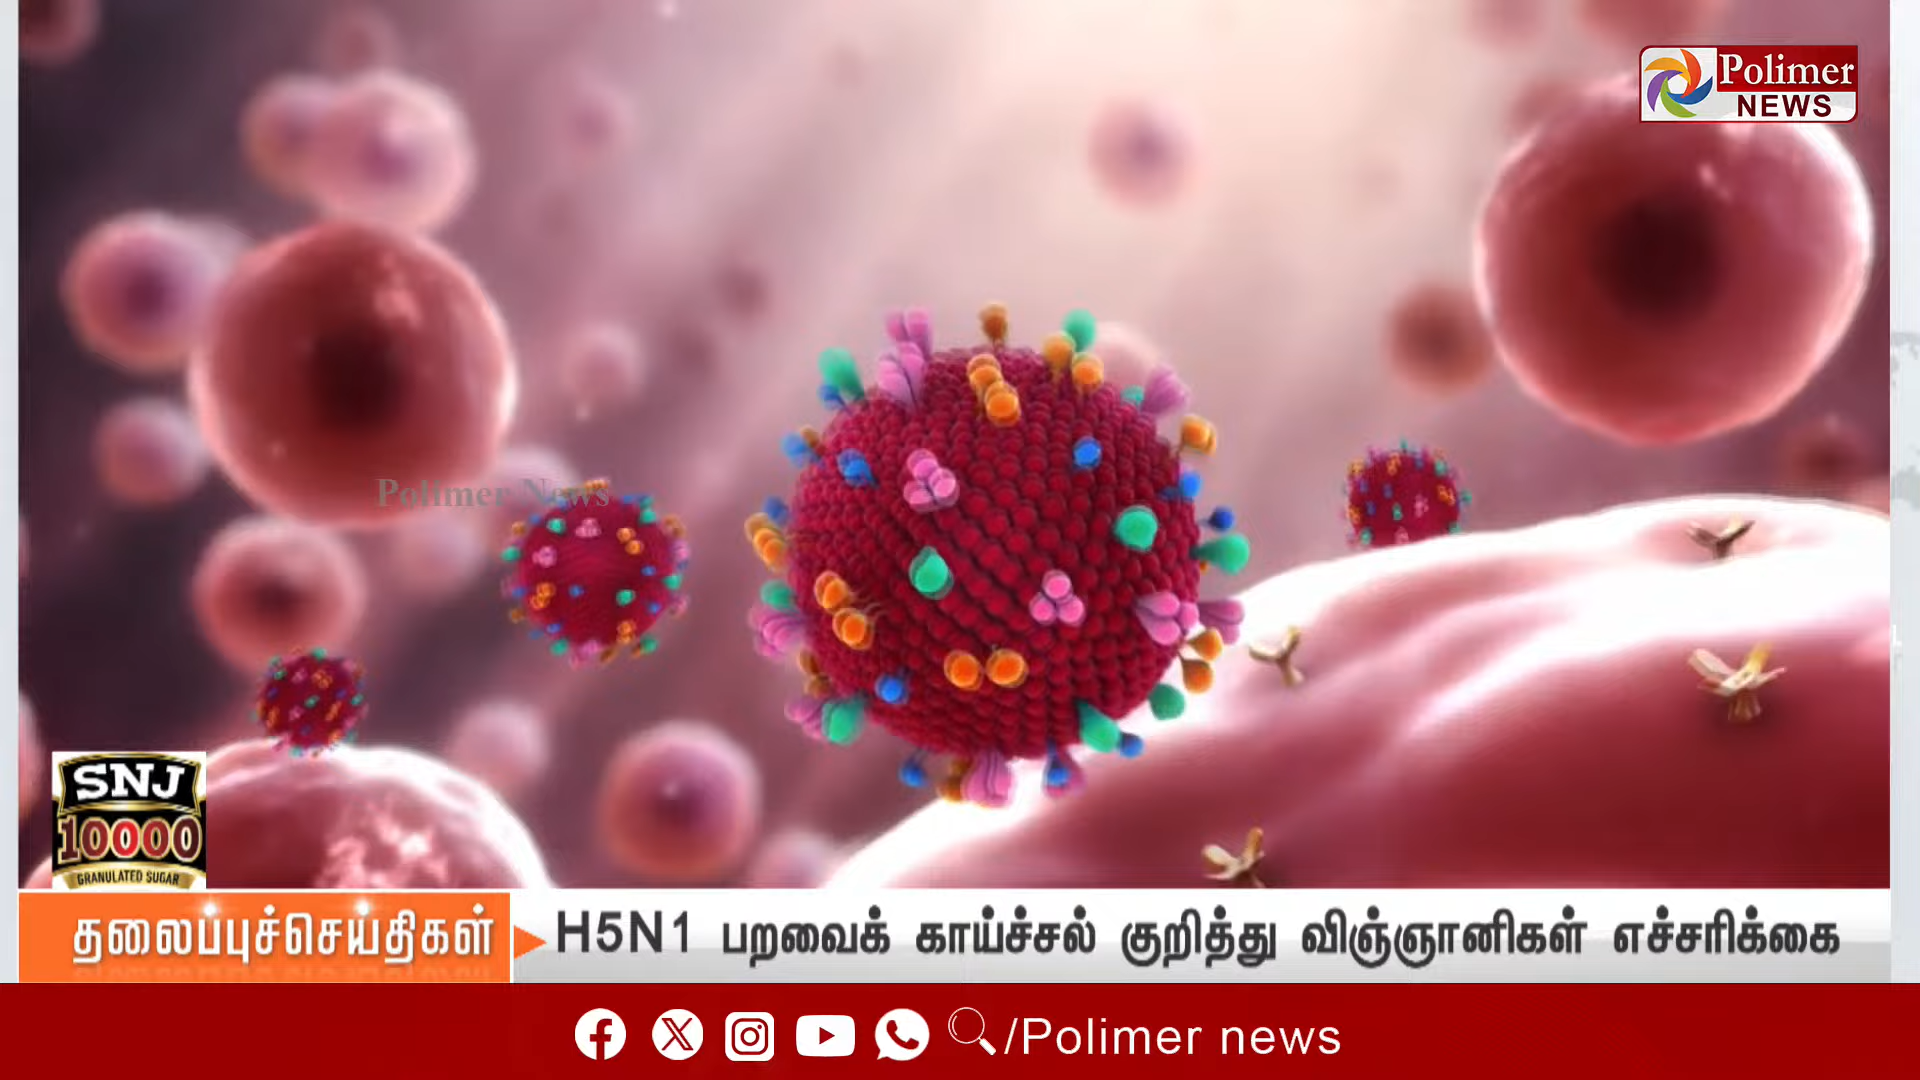 Polimer
NEWS
Polimer News
SNJ
10000
GRANULATED SUGAR
தலைப்புச்செய்திகள்
H5N1 பறவைக் காய்ச்சல் குறித்து விஞ்ஞானிகள் எச்சரிக்கை
/Polimer news